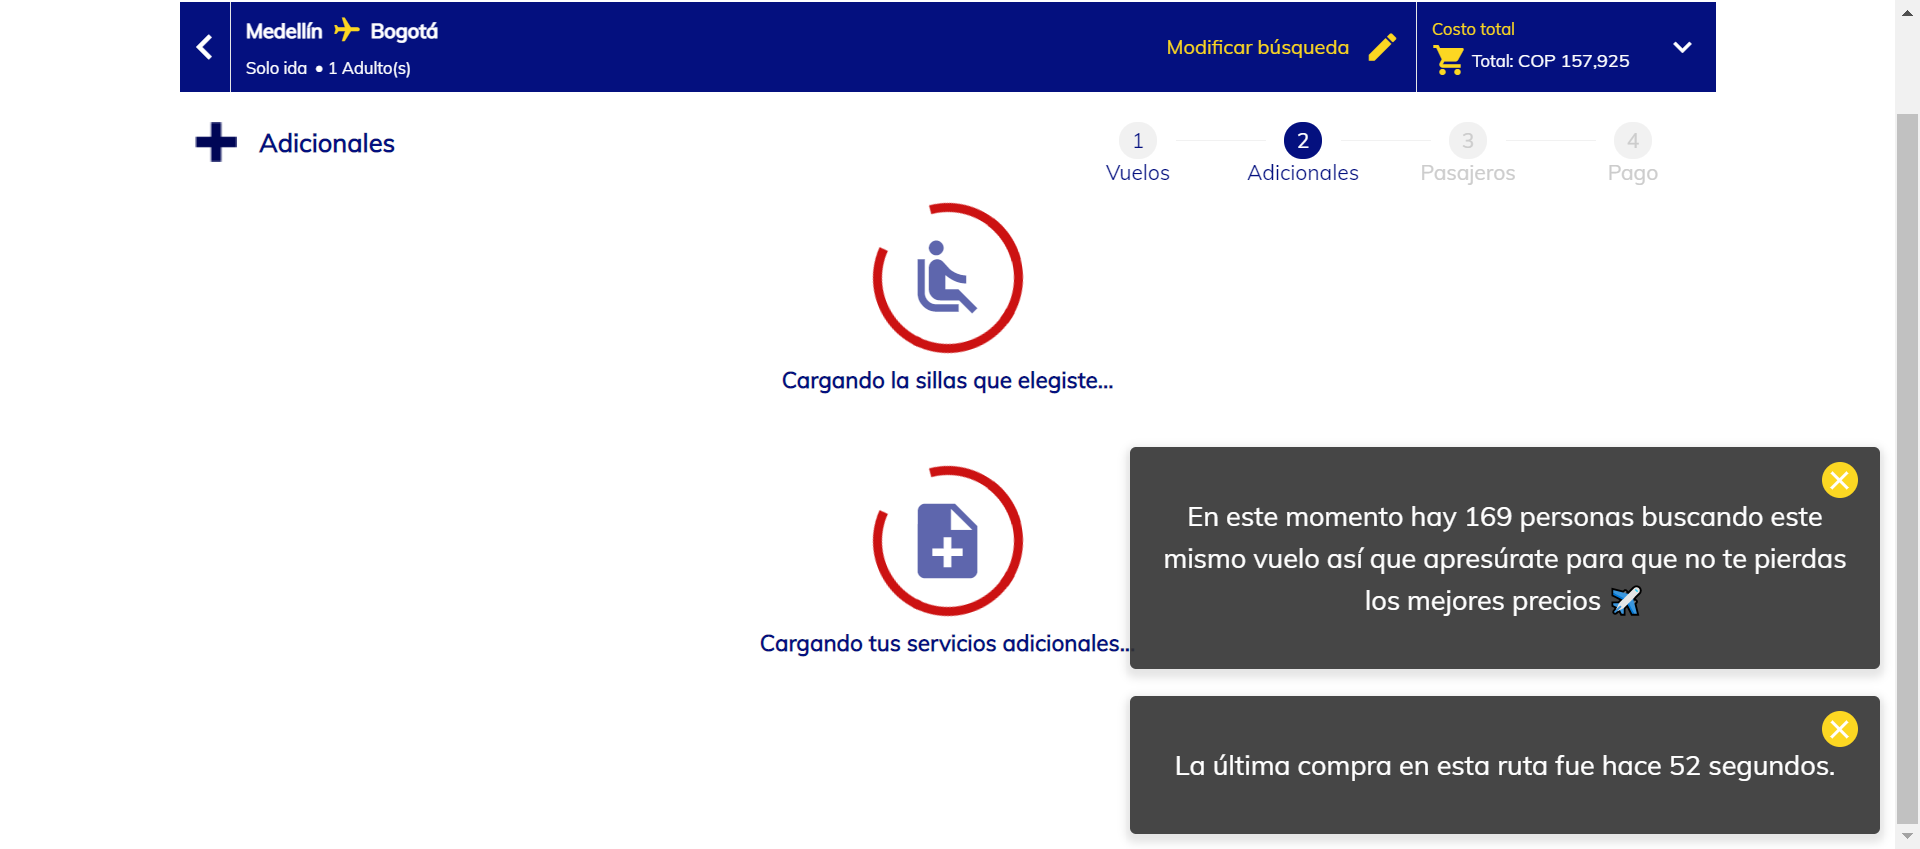 Medellín Bogotá
Solo ida • 1 Adulto(s)
Modificar búsqueda
Costo total
Total: COP 157,925
Adicionales
1 2 3 4
Vuelos Adicionales Pasajeros Pago
Cargando la sillas que elegiste...
Cargando tus servicios adicionales...
En este momento hay 169 personas buscando este
mismo vuelo así que apresúrate para que no te pierdas
los mejores precios ✈️
La última compra en esta ruta fue hace 52 segundos.